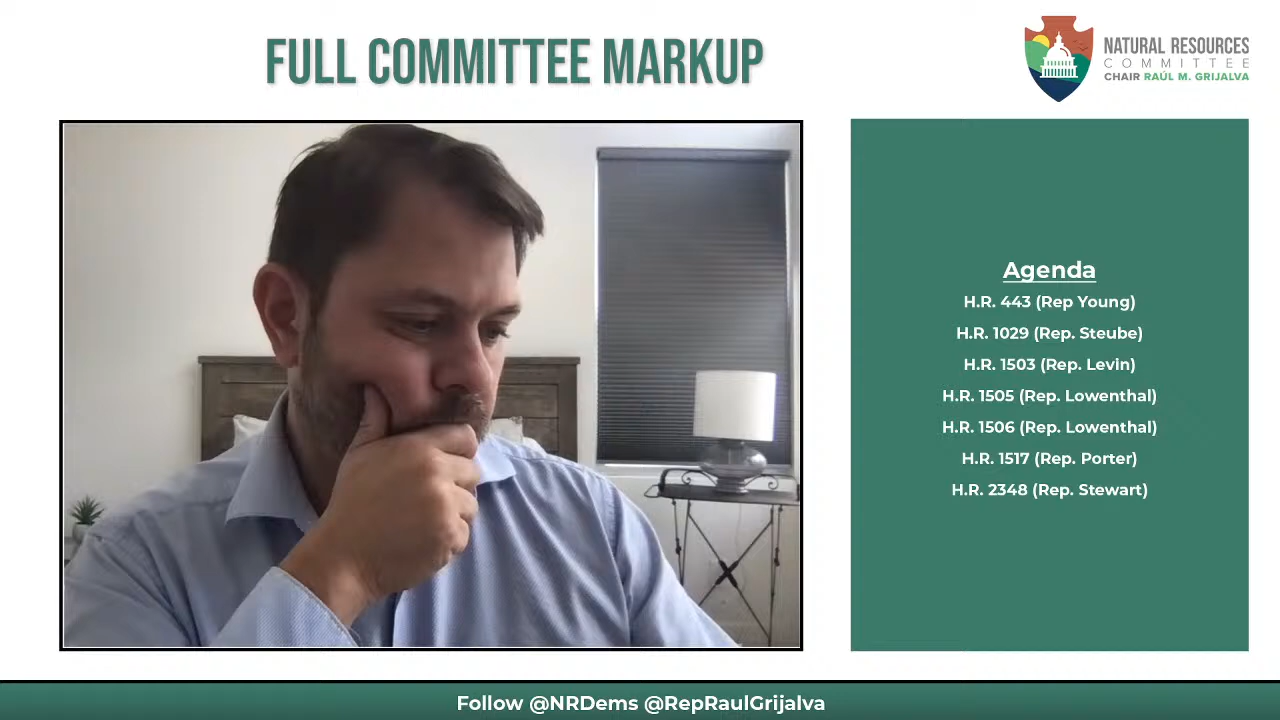 FULL COMMITTEE MARKUP
NATURAL RESOURCES
COMMITTEE
CHAIR RAÚL M. GRIJALVA
Agenda
H.R. 443 (Rep Young)
H.R. 1029 (Rep. Steube)
H.R. 1503 (Rep. Levin)
H.R. 1505 (Rep. Lowenthal)
H.R. 1506 (Rep. Lowenthal)
H.R. 1517 (Rep. Porter)
H.R. 2348 (Rep. Stewart)
Follow @NRDems @RepRaulGrijalva